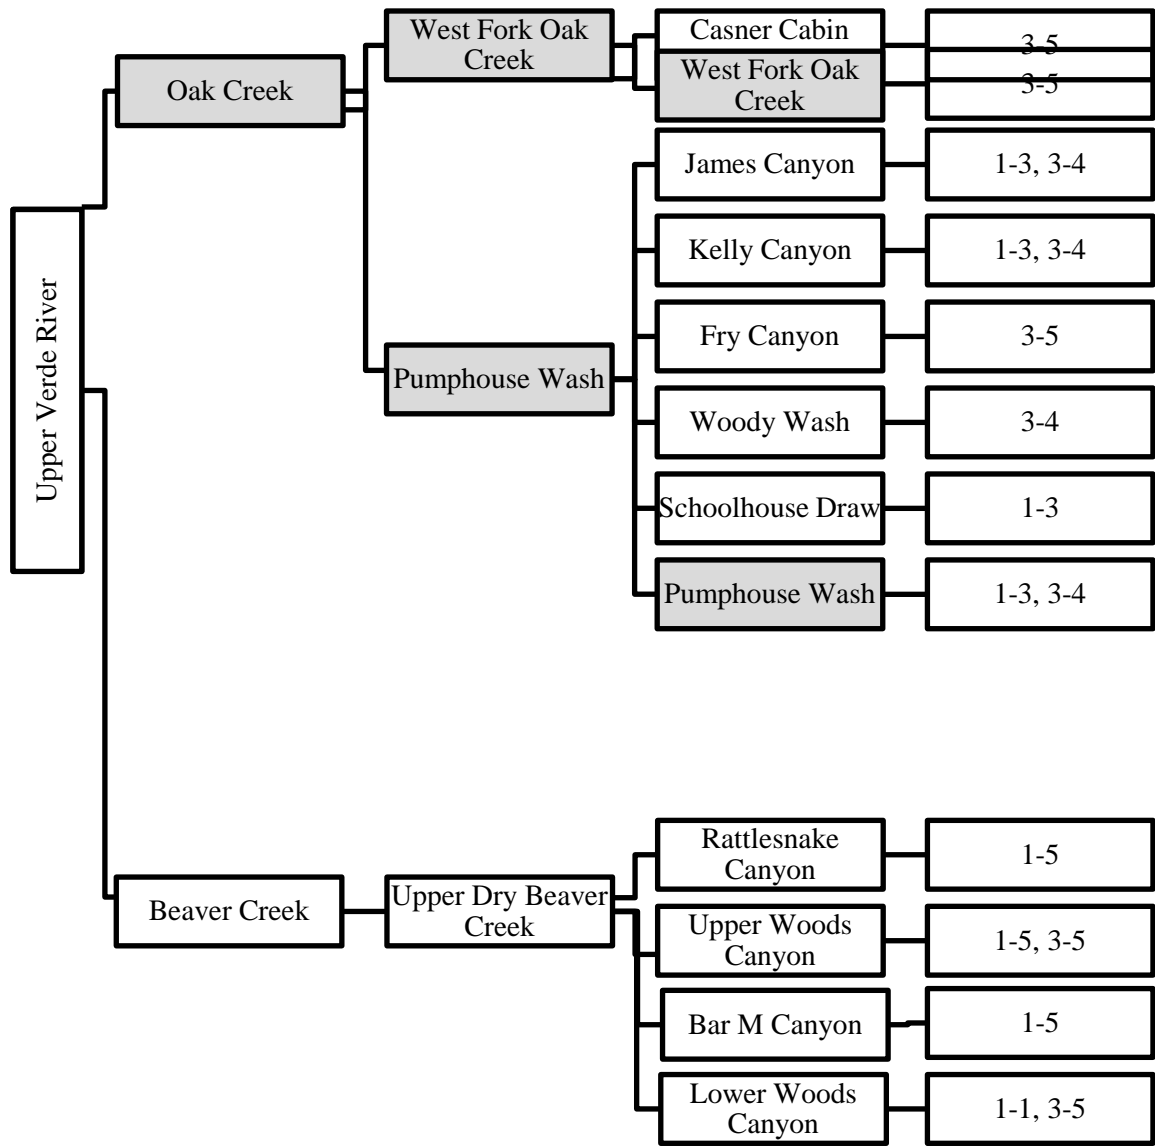 Upper Verde River
Oak Creek
West Fork Oak
Creek
Casner Cabin
3-5
West Fork Oak
Creek
3-5
James Canyon
1-3, 3-4
Kelly Canyon
1-3, 3-4
Fry Canyon
3-5
Pumphouse Wash
Woody Wash
3-4
Schoolhouse Draw
1-3
Pumphouse Wash
1-3, 3-4
Beaver Creek
Upper Dry Beaver
Creek
Rattlesnake
Canyon
1-5
Upper Woods
Canyon
1-5, 3-5
Bar M Canyon
1-5
Lower Woods
Canyon
1-1, 3-5